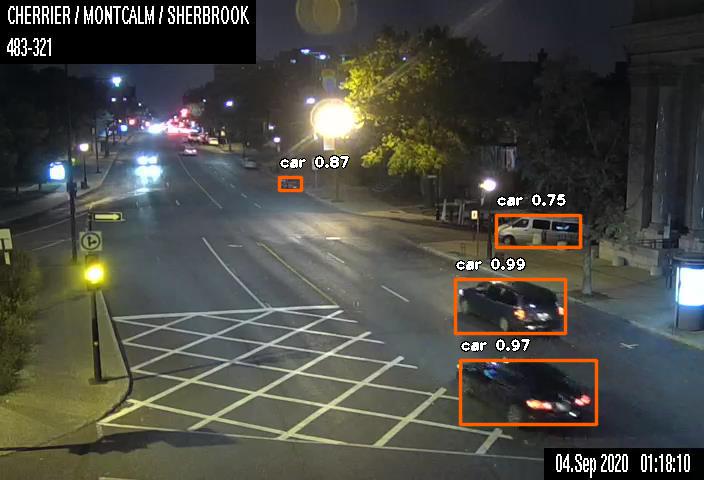 CHERRIER / MONTCALM / SHERBROOK
483-321
car 0.87
car 0.75
car 0.99
car 0.97
04.Sep 2020 01:18:10